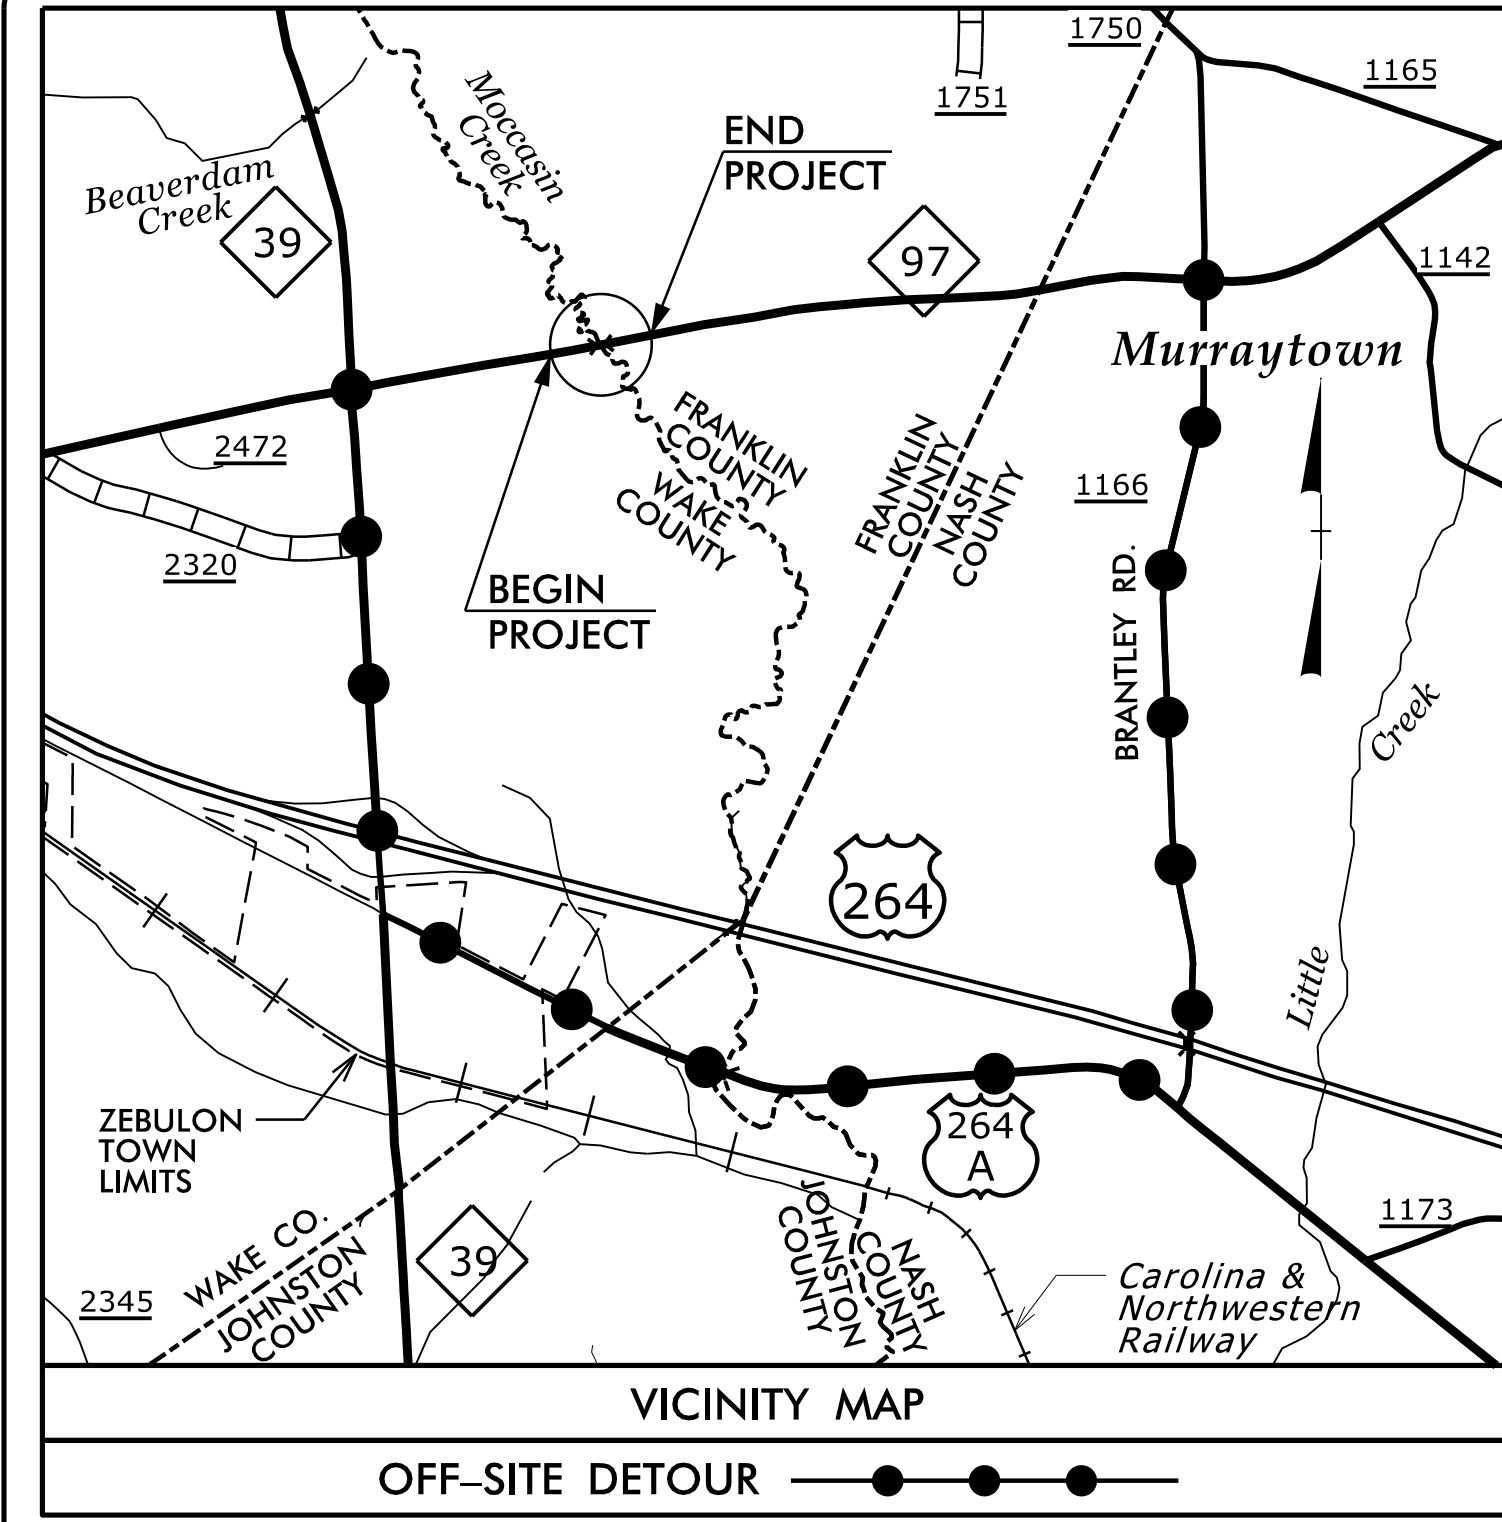 1750
1165
1751
Moccasin
Creek
END
PROJECT
Beaverdam
Creek
39
97
1142
Murraytown
2472
FRANKLIN
COUNTY
WAKE
COUNTY
FRANKLIN
COUNTY
NASH
COUNTY
1166
2320
BEGIN
PROJECT
BRANTLEY RD.
Little
Creek
264
264
A
ZEBULON
TOWN
LIMITS
1173
WAKE CO.
JOHNSTON
COUNTY
39
JOHNSTON
COUNTY
NASH
COUNTY
2345
Carolina &
Northwestern
Railway
VICINITY MAP
OFF–SITE DETOUR